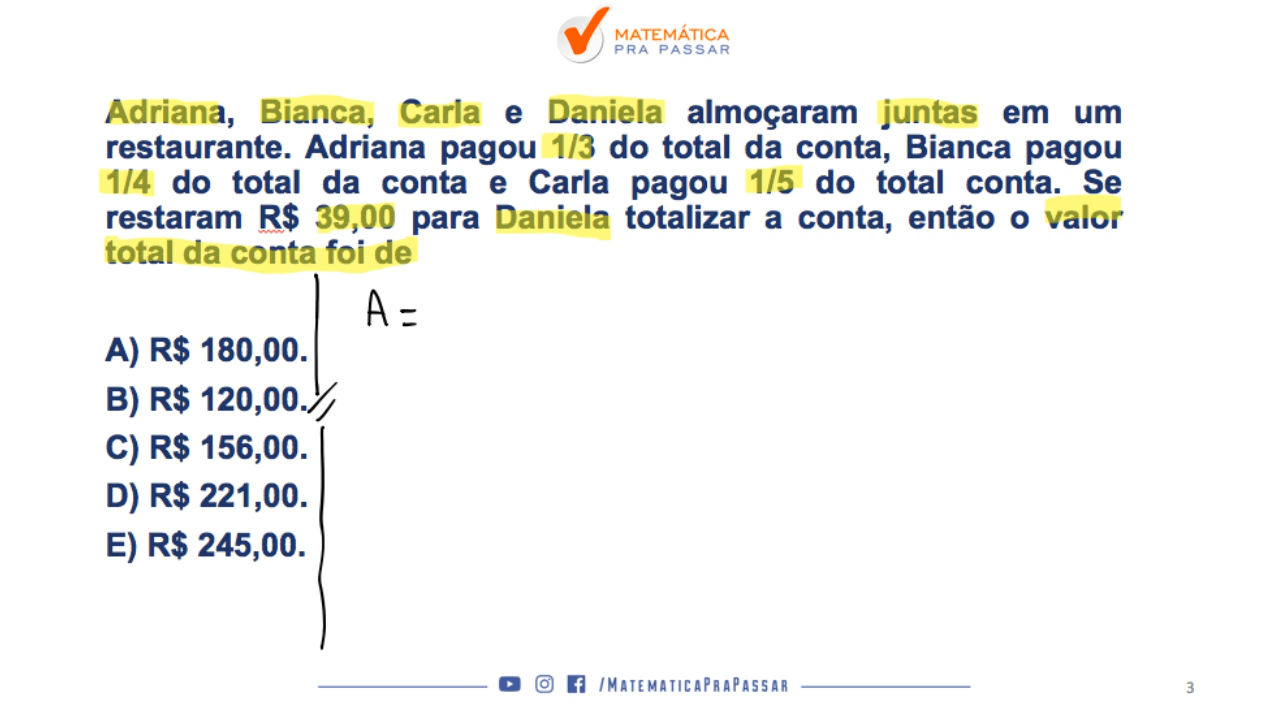 MATEMÁTICA
PRA PASSAR
Adriana, Bianca, Carla e Daniela almoçaram juntas em um
restaurante. Adriana pagou 1/3 do total da conta, Bianca pagou
1/4 do total da conta e Carla pagou 1/5 do total conta. Se
restaram R$ 39,00 para Daniela totalizar a conta, então o valor
total da conta foi de
A =
A) R$ 180,00.
B) R$ 120,00.
C) R$ 156,00.
D) R$ 221,00.
E) R$ 245,00.
/MATEMATICAPRAPASSAR
3